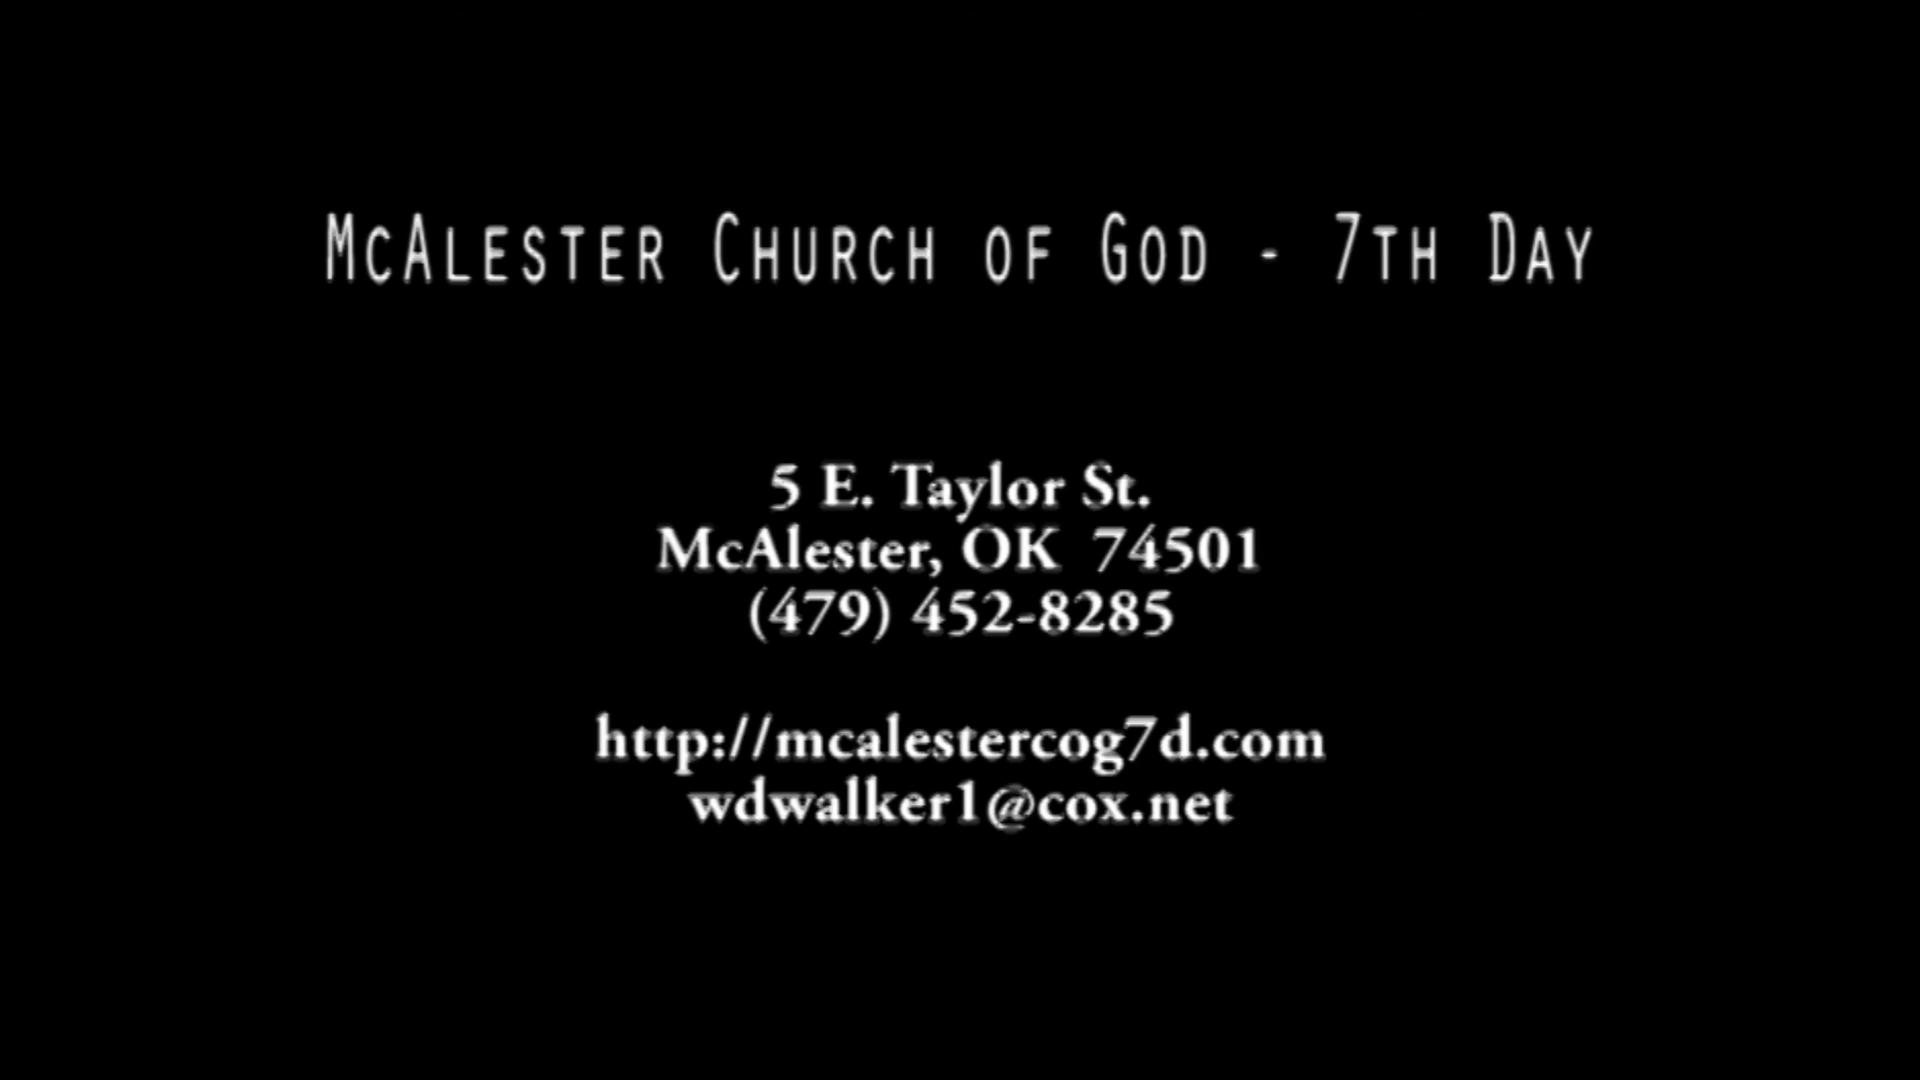 McAlester Church of God - 7th Day
5 E. Taylor St.
McAlester, OK 74501
(479) 452-8285
http://mcalestercog7d.com
wdwalker1@cox.net